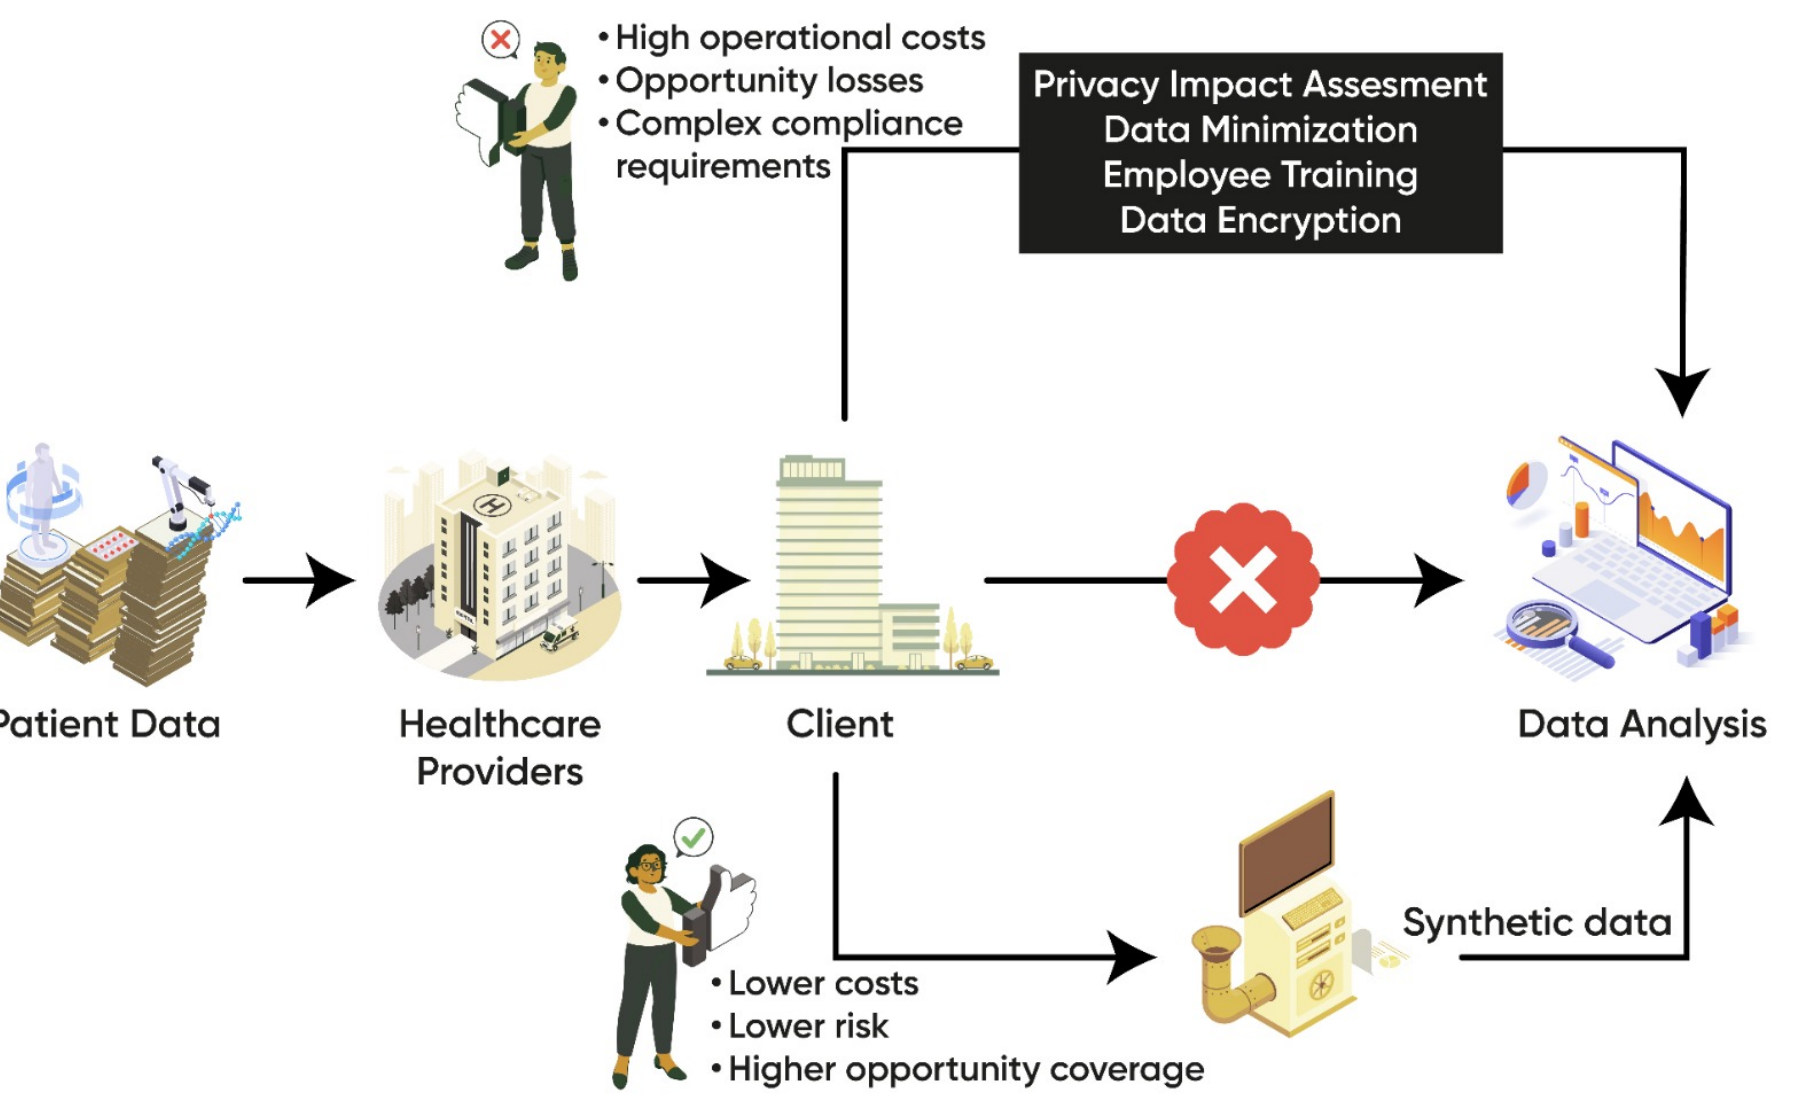 • High operational costs
• Opportunity losses
• Complex compliance
requirements
Privacy Impact Assesment
Data Minimization
Employee Training
Data Encryption
Patient Data
Healthcare
Providers
Client
Data Analysis
Synthetic data
• Lower costs
• Lower risk
• Higher opportunity coverage